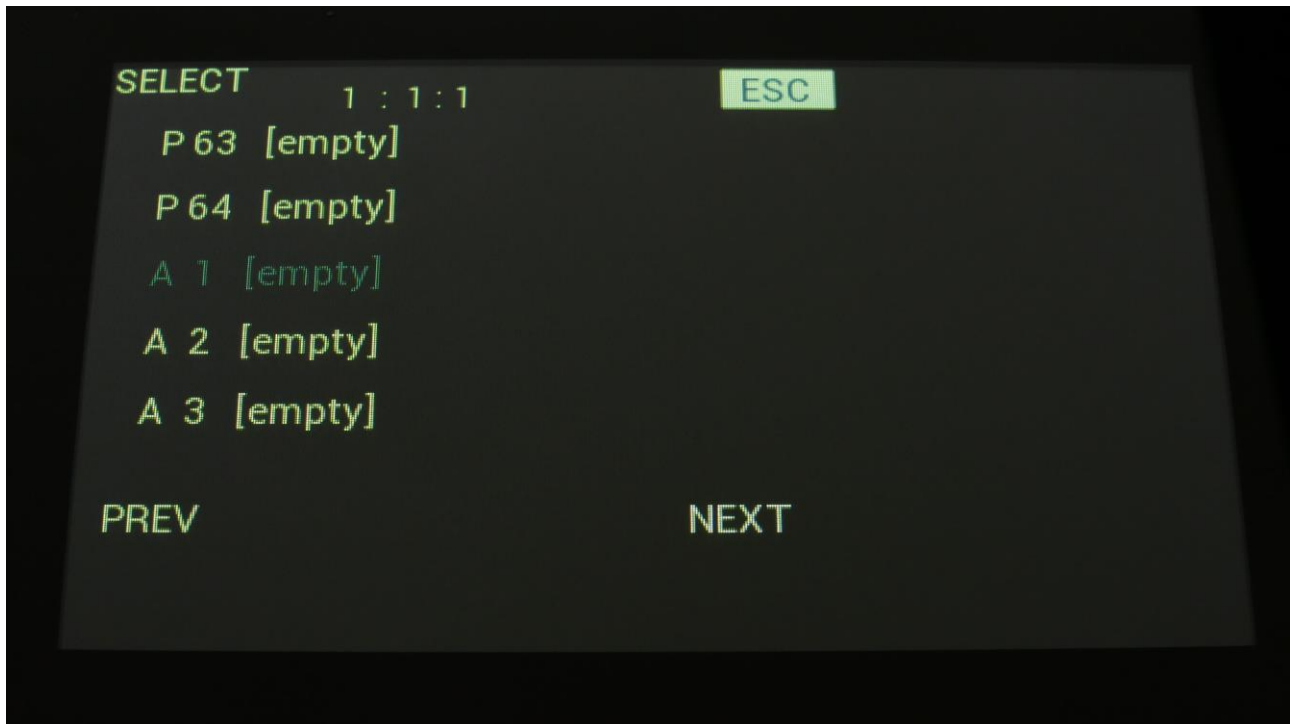 SELECT 1:1:1 ESC
P 63 [empty]
P 64 [empty]
A 1 [empty]
A 2 [empty]
A 3 [empty]
PREV NEXT